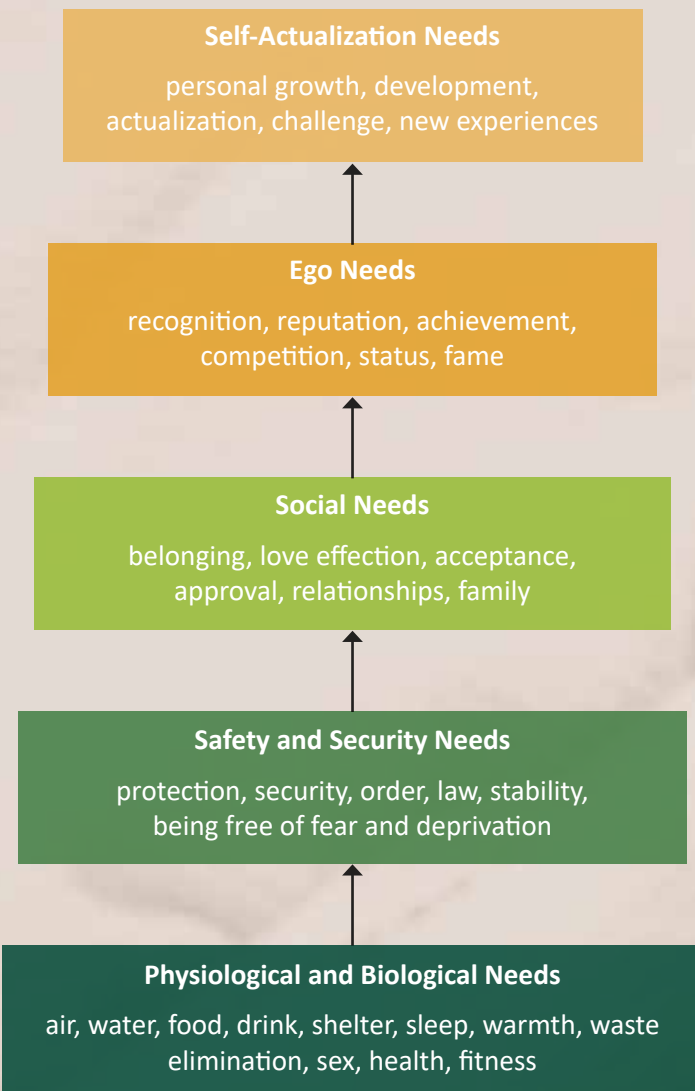 Self-Actualization Needs
personal growth, development,
actualization, challenge, new experiences
Ego Needs
recognition, reputation, achievement,
competition, status, fame
Social Needs
belonging, love effection, acceptance,
approval, relationships, family
Safety and Security Needs
protection, security, order, law, stability,
being free of fear and deprivation
Physiological and Biological Needs
air, water, food, drink, shelter, sleep, warmth, waste
elimination, sex, health, fitness